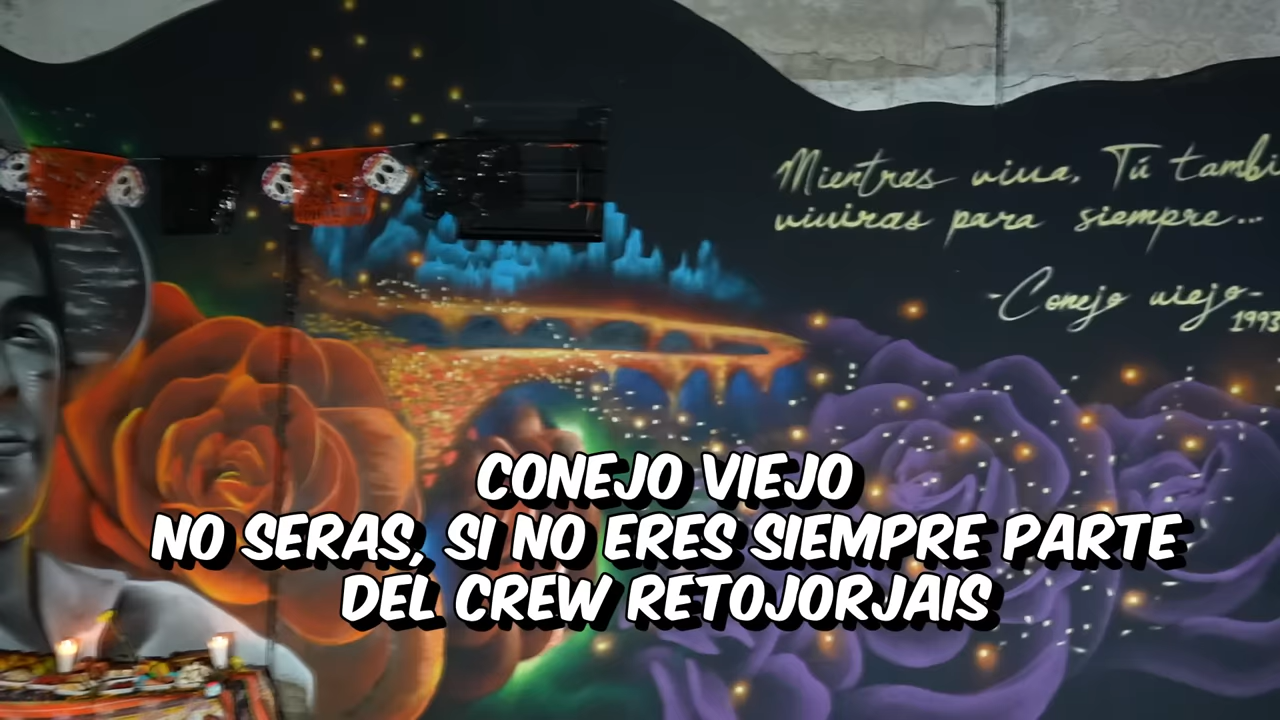 Mientras viva, Tú tambi
viviras para siempre...
-Conejo viejo-
1993
CONEJO VIEJO
NO SERAS, SI NO ERES SIEMPRE PARTE
DEL CREW RETOJORJAIS